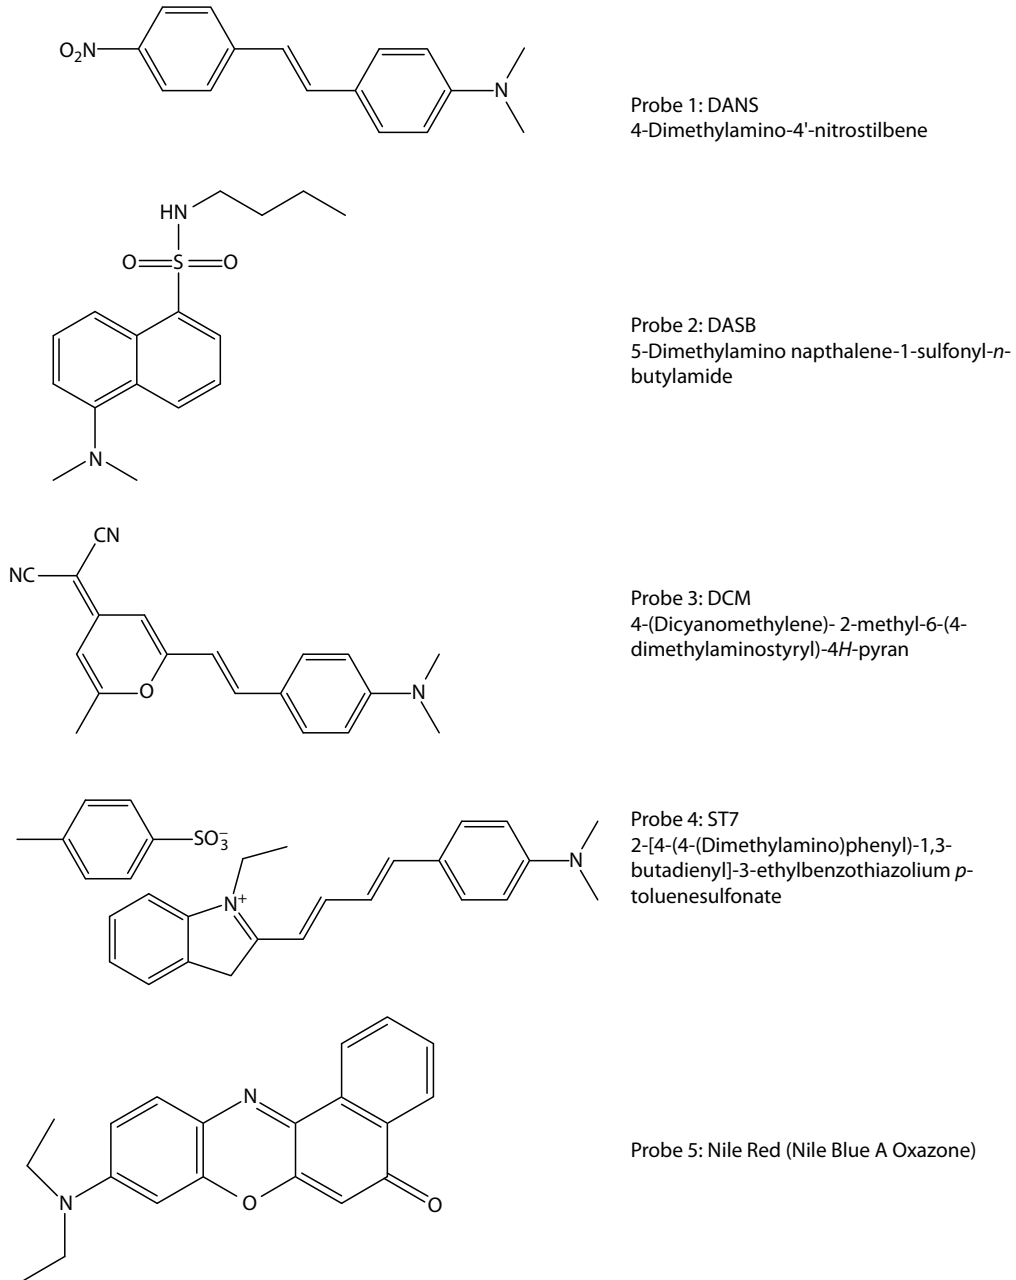 O2N
N
Probe 1: DANS
4-Dimethylamino-4'-nitrostilbene
HN
O S O
N
Probe 2: DASB
5-Dimethylamino napthalene-1-sulfonyl-n-
butylamide
CN
NC
O
N
Probe 3: DCM
4-(Dicyanomethylene)- 2-methyl-6-(4-
dimethylaminostyryl)-4H-pyran
SO3−
N+
N
Probe 4: ST7
2-[4-(4-(Dimethylamino)phenyl)-1,3-
butadienyl]-3-ethylbenzothiazolium p-
toluenesulfonate
N
N
O
O
Probe 5: Nile Red (Nile Blue A Oxazone)